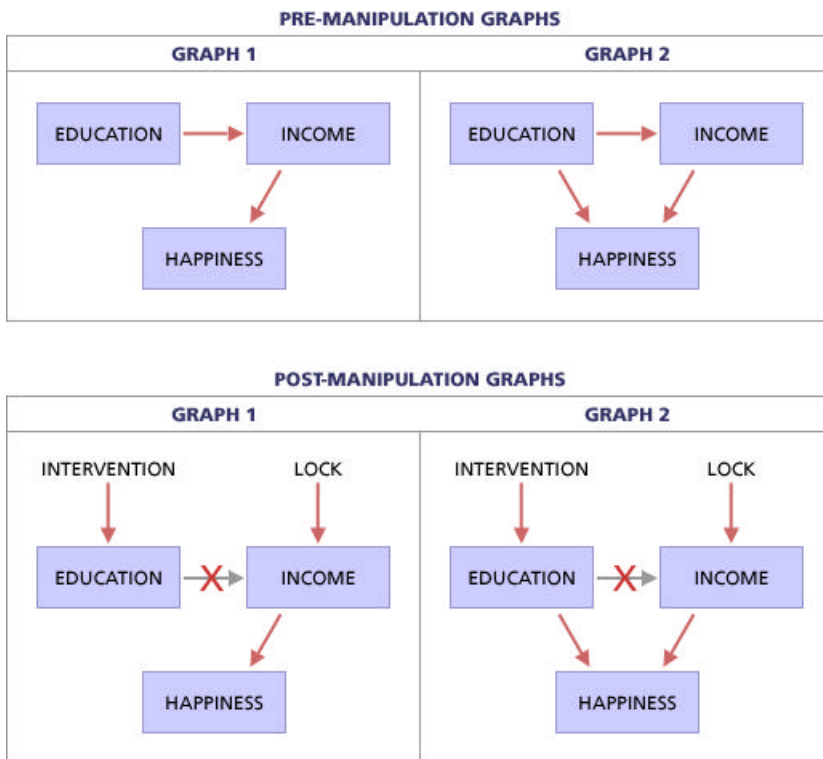 PRE-MANIPULATION GRAPHS
GRAPH 1 GRAPH 2
EDUCATION INCOME EDUCATION INCOME
HAPPINESS HAPPINESS
POST-MANIPULATION GRAPHS
GRAPH 1 GRAPH 2
INTERVENTION LOCK INTERVENTION LOCK
EDUCATION X INCOME EDUCATION X INCOME
HAPPINESS HAPPINESS